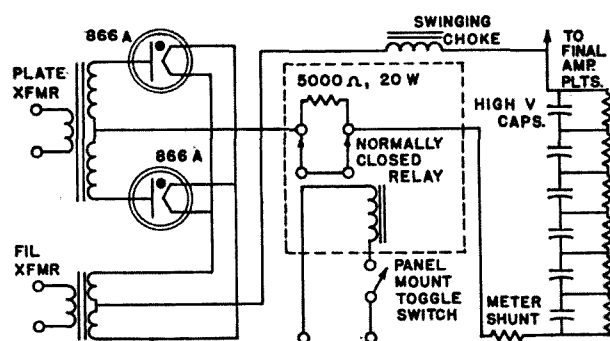 866 A
PLATE
XFMR
866 A
FIL
XFMR
SWINGING
CHOKE
TO
FINAL
AMP.
PLTS.
5000 Ω, 20 W
HIGH V
CAPS.
NORMALLY
CLOSED
RELAY
PANEL
MOUNT
TOGGLE
SWITCH
METER
SHUNT